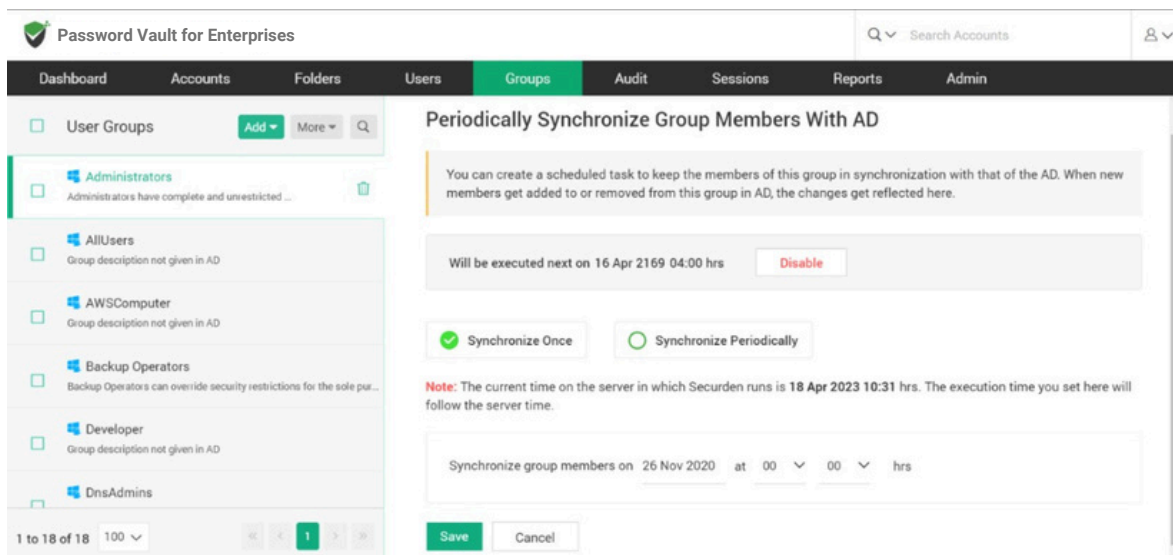 Password Vault for Enterprises
Search Accounts
Dashboard Accounts Folders Users Groups Audit Sessions Reports Admin
User Groups Add More
Administrators
Administrators have complete and unrestricted ...
AllUsers
Group description not given in AD
AWSComputer
Group description not given in AD
Backup Operators
Backup Operators can override security restrictions for the sole pur...
Developer
Group description not given in AD
DnsAdmins
1 to 18 of 18 100 « < 1 > »
Periodically Synchronize Group Members With AD
You can create a scheduled task to keep the members of this group in synchronization with that of the AD. When new
members get added to or removed from this group in AD, the changes get reflected here.
Will be executed next on 16 Apr 2169 04:00 hrs Disable
Synchronize Once Synchronize Periodically
Note: The current time on the server in which Securden runs is 18 Apr 2023 10:31 hrs. The execution time you set here will
follow the server time.
Synchronize group members on 26 Nov 2020 at 00 00 hrs
Save Cancel